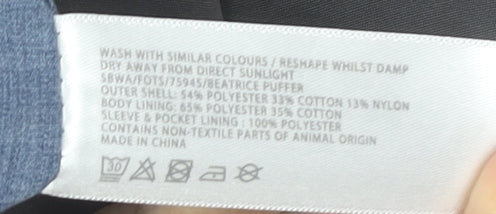 WASH WITH SIMILAR COLOURS / RESHAPE WHILST DAMP
DRY AWAY FROM DIRECT SUNLIGHT
SBWA/FOTS/75945/BEATRICE PUFFER
OUTER SHELL: 54% POLYESTER 33% COTTON 13% NYLON
BODY LINING: 65% POLYESTER 35% COTTON
SLEEVE & POCKET LINING : 100% POLYESTER
CONTAINS NON-TEXTILE PARTS OF ANIMAL ORIGIN
MADE IN CHINA
30